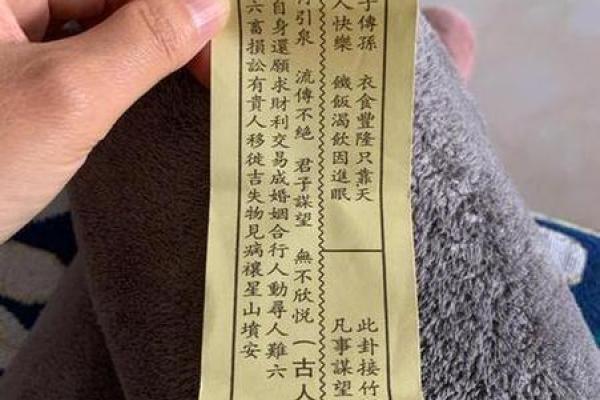 子傳孫 衣食豐隆只靠天
人快樂 饑飯渴飲因進眠
此卦接竹
凡事謀望
引泉 流傳不絕 君子謀望 無不欣悅 (古人
自身還願求財利交易成婚姻合行人動尋人難六
六畜損訟有貴人移徙吉失物見病禳星山墳安